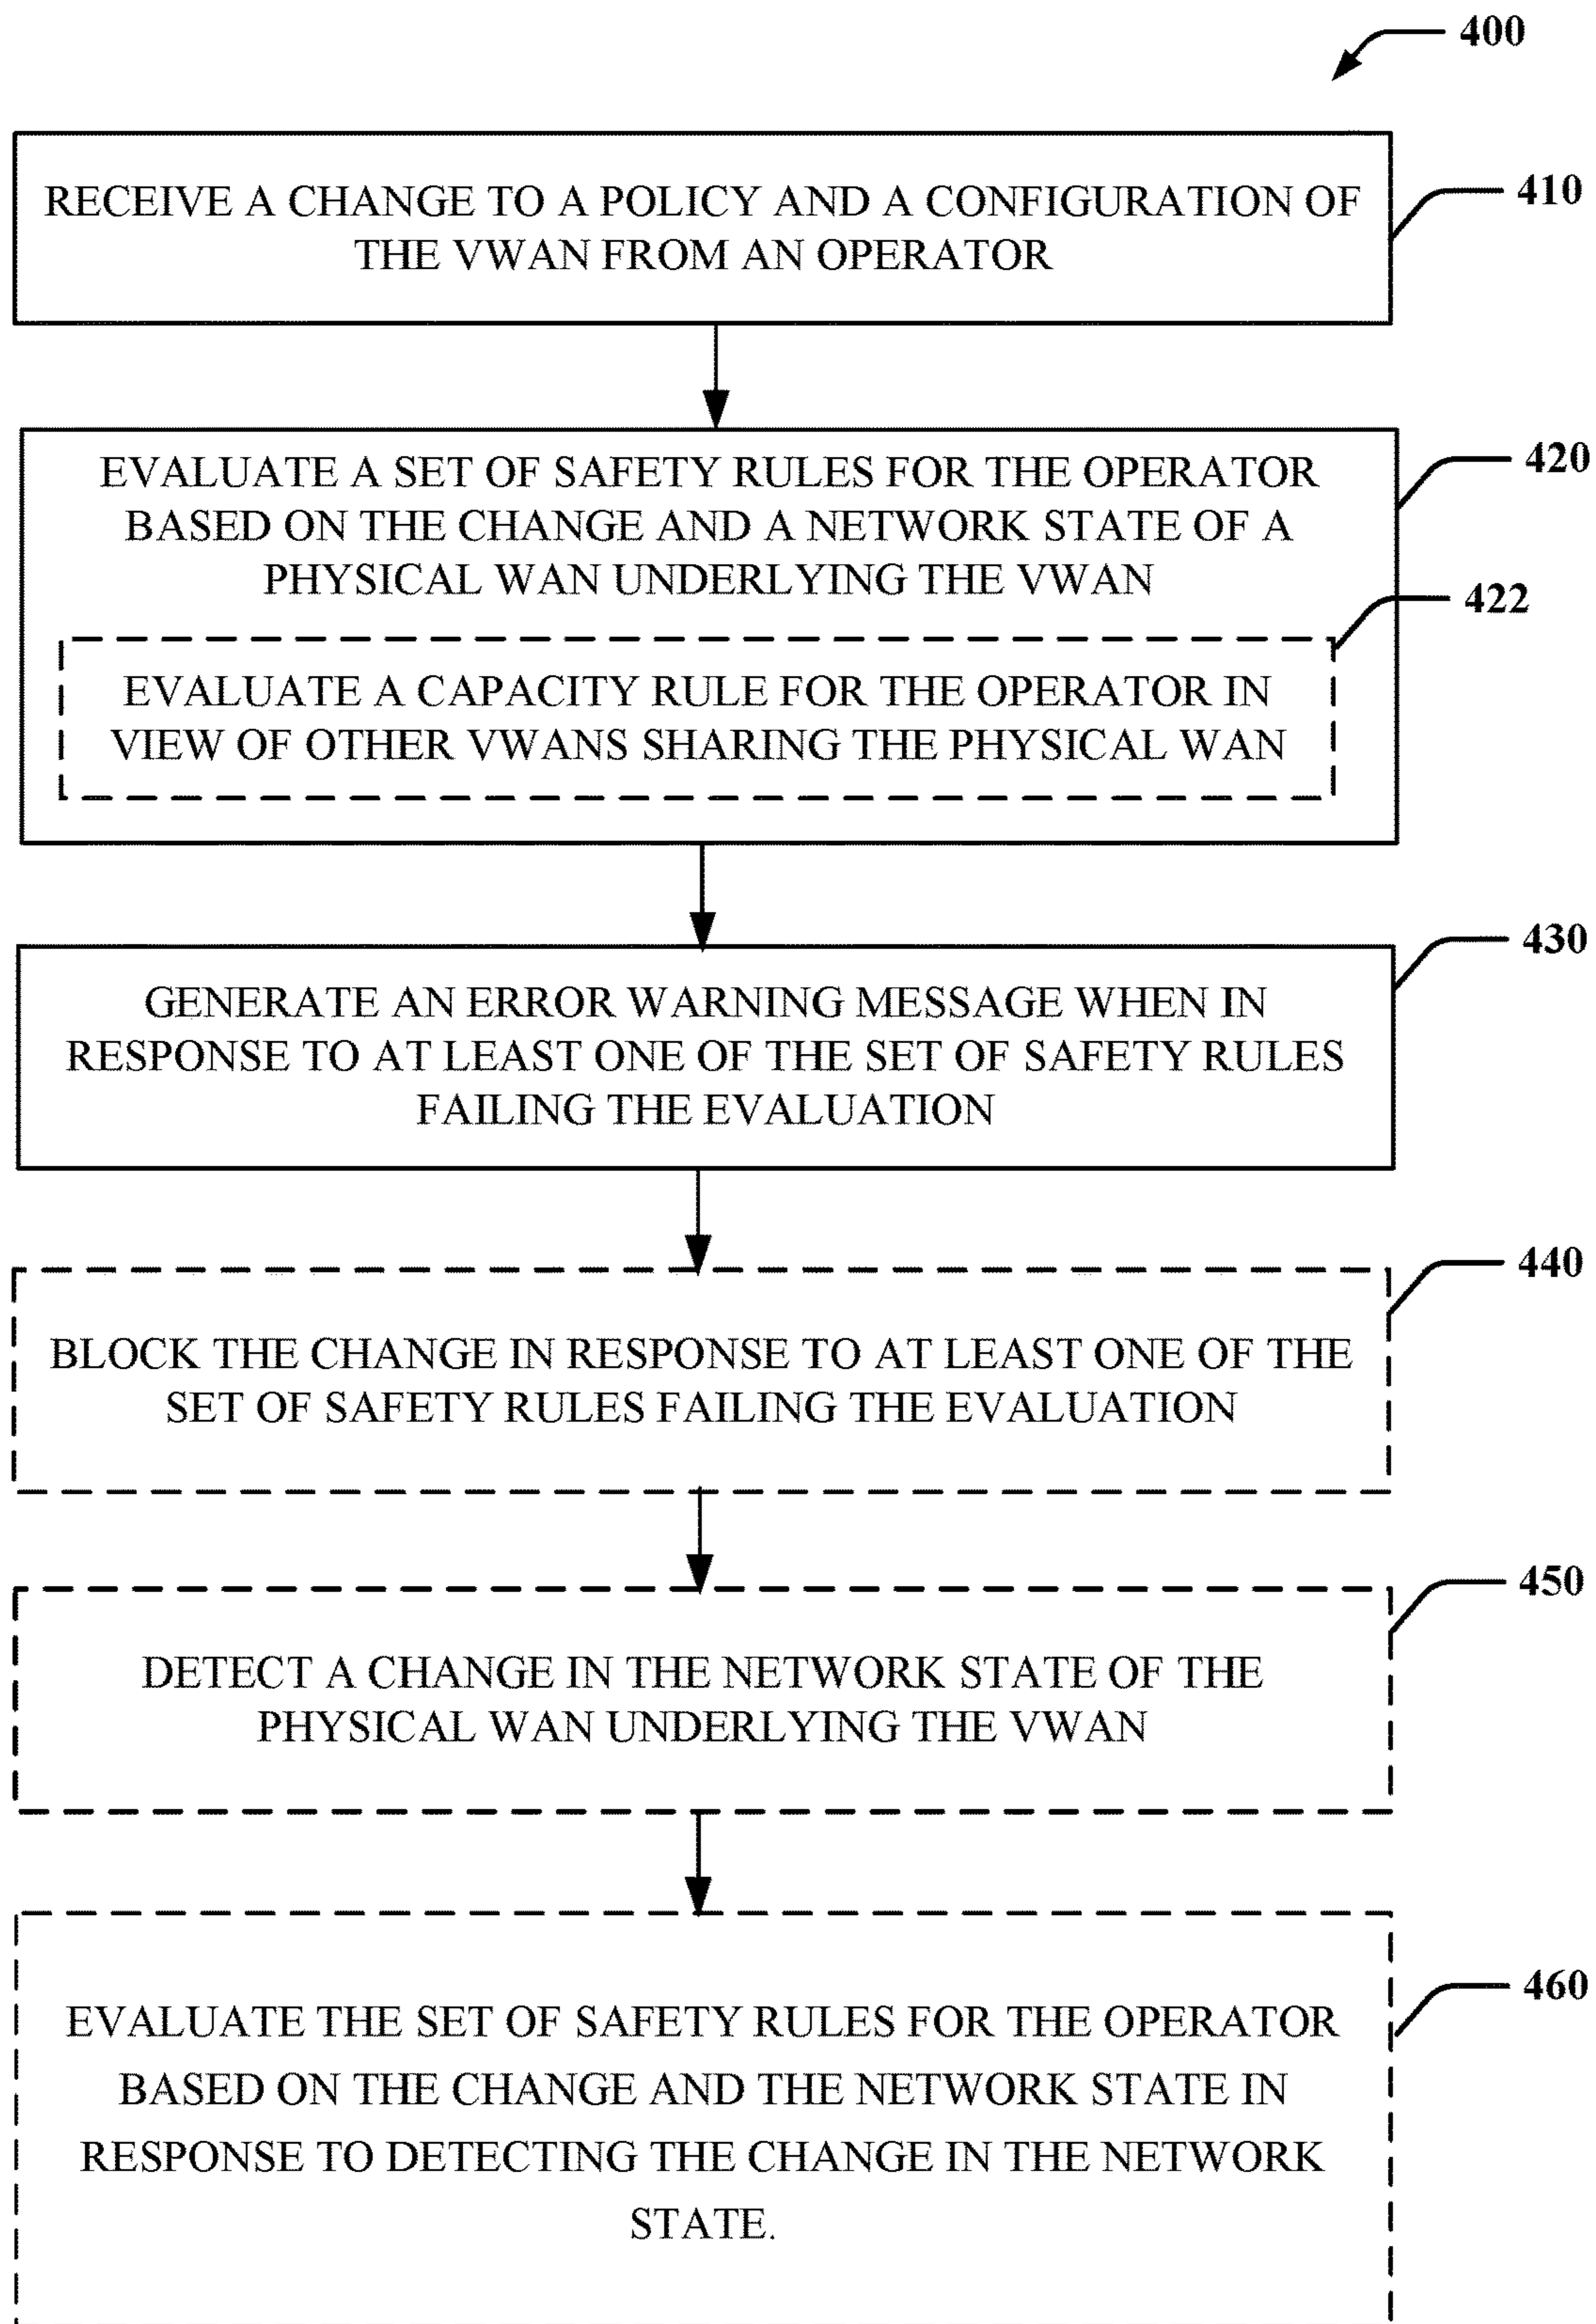 400
RECEIVE A CHANGE TO A POLICY AND A CONFIGURATION OF
THE VWAN FROM AN OPERATOR
410
EVALUATE A SET OF SAFETY RULES FOR THE OPERATOR
BASED ON THE CHANGE AND A NETWORK STATE OF A
PHYSICAL WAN UNDERLYING THE VWAN
420
EVALUATE A CAPACITY RULE FOR THE OPERATOR IN
VIEW OF OTHER VWANS SHARING THE PHYSICAL WAN
422
GENERATE AN ERROR WARNING MESSAGE WHEN IN
RESPONSE TO AT LEAST ONE OF THE SET OF SAFETY RULES
FAILING THE EVALUATION
430
BLOCK THE CHANGE IN RESPONSE TO AT LEAST ONE OF THE
SET OF SAFETY RULES FAILING THE EVALUATION
440
DETECT A CHANGE IN THE NETWORK STATE OF THE
PHYSICAL WAN UNDERLYING THE VWAN
450
EVALUATE THE SET OF SAFETY RULES FOR THE OPERATOR
BASED ON THE CHANGE AND THE NETWORK STATE IN
RESPONSE TO DETECTING THE CHANGE IN THE NETWORK
STATE.
460